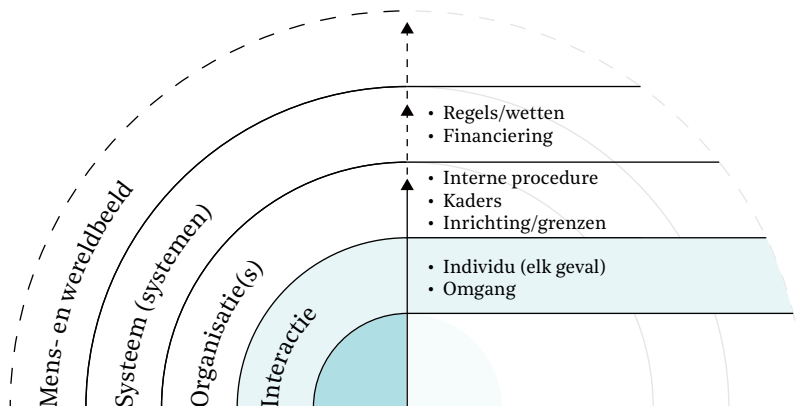 Mens- en wereldbeeld
Systeem (systemen)
Organisatie(s)
Interactie
• Regels/wetten
• Financiering
• Interne procedure
• Kaders
• Inrichting/grenzen
• Individu (elk geval)
• Omgang